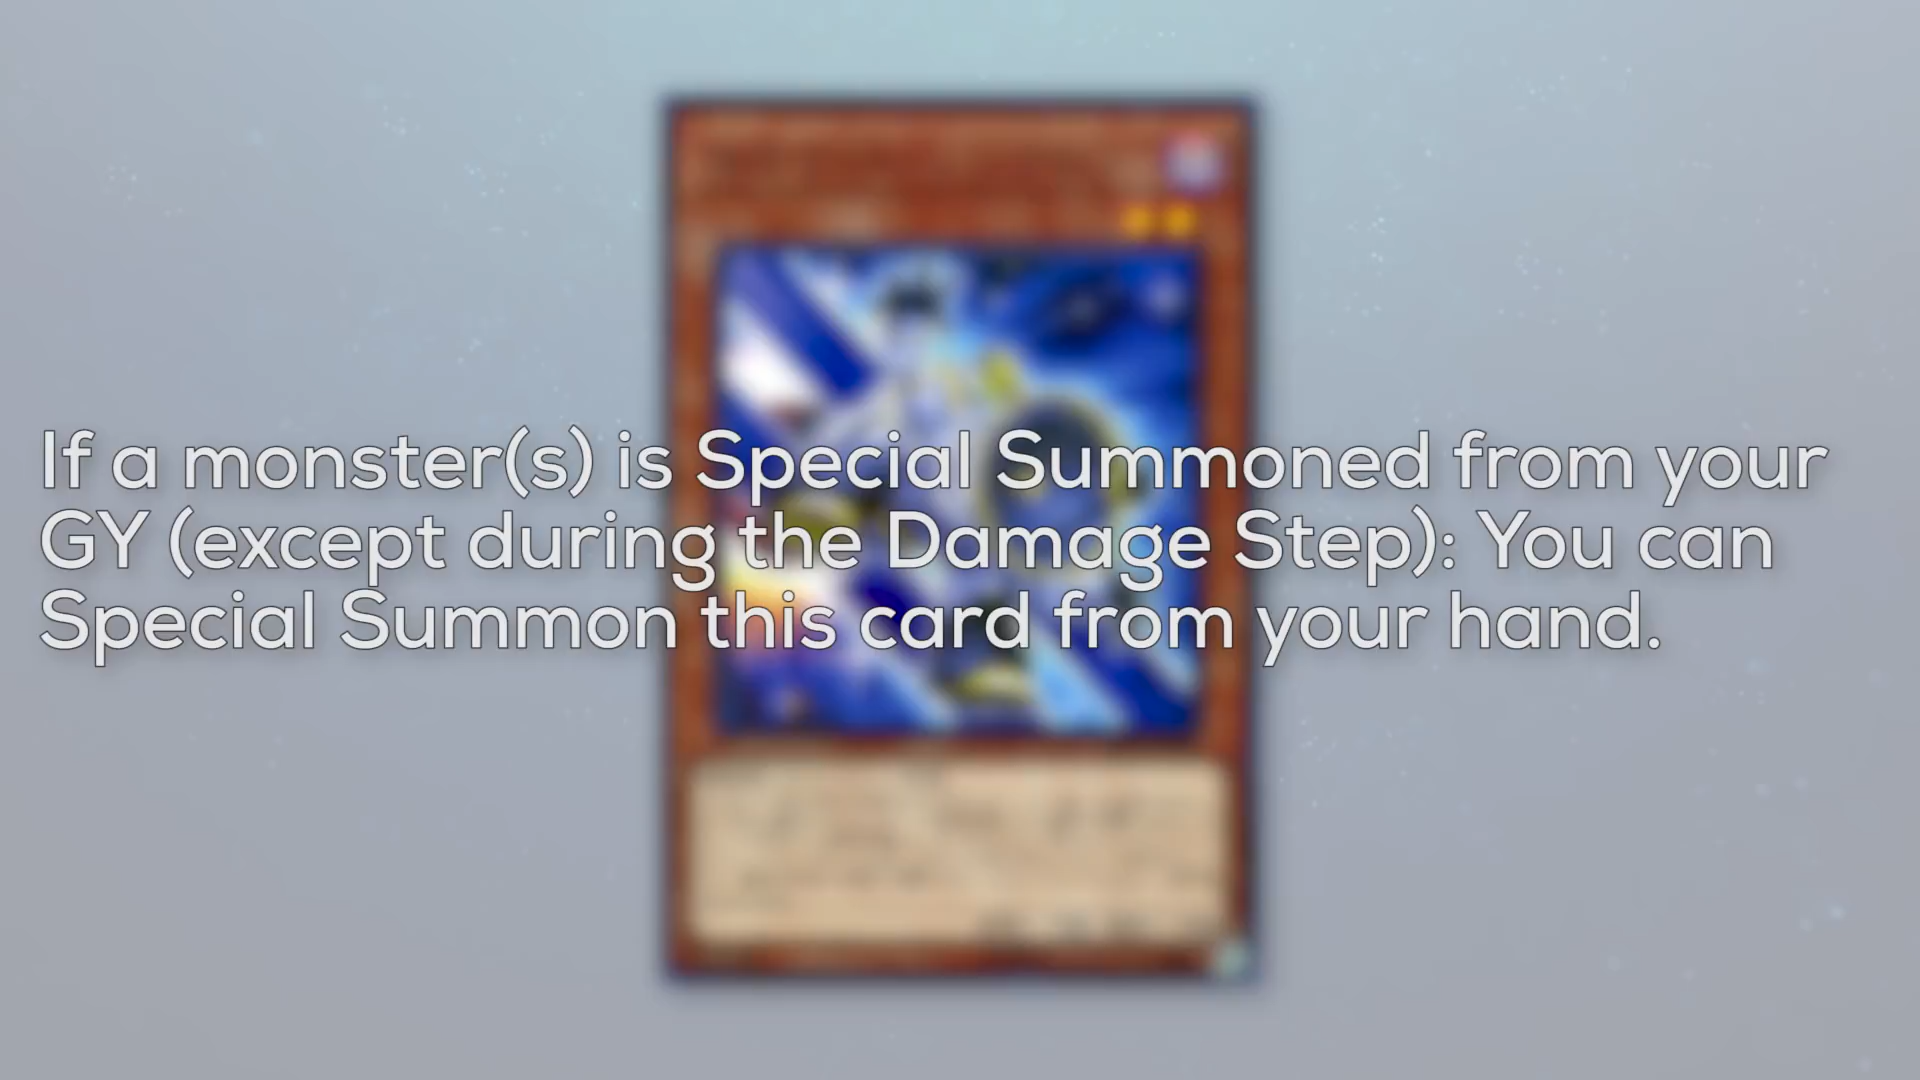 If a monster(s) is Special Summoned from your
GY (except during the Damage Step): You can
Special Summon this card from your hand.